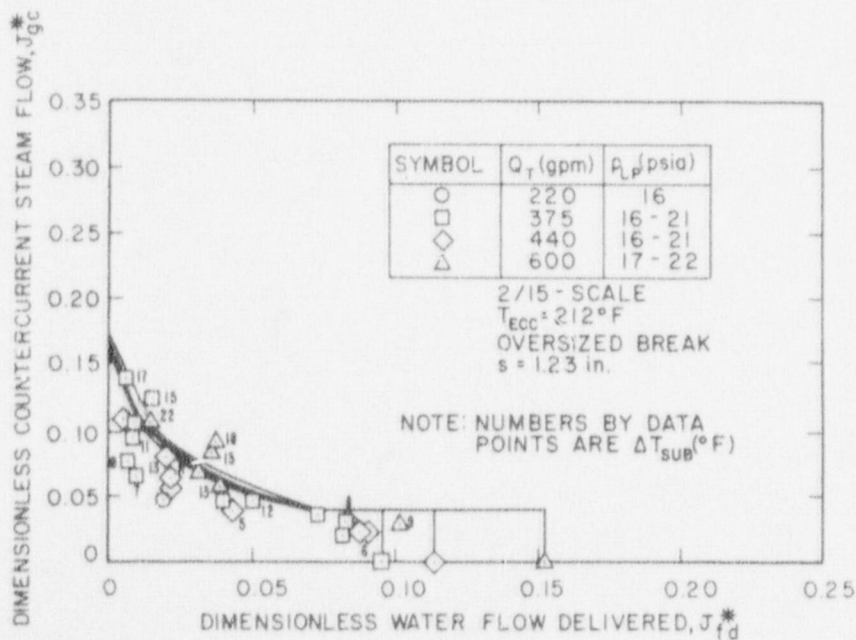 DIMENSIONLESS COUNTERCURRENT STEAM FLOW, J*gc
0.35
0.30
0.25
0.20
0.15
0.10
0.05
0
SYMBOL QT (gpm) PLP (psia)
220 16
375 16 - 21
440 16 - 21
600 17 - 22
2/15 - SCALE
TECC = 212°F
OVERSIZED BREAK
s = 1.23 in.
NOTE: NUMBERS BY DATA
POINTS ARE ΔTSUB (°F)
17
15
22
18
15
11
13
13
12
5
6
9
0 0.05 0.10 0.15 0.20 0.25
DIMENSIONLESS WATER FLOW DELIVERED, J*fd